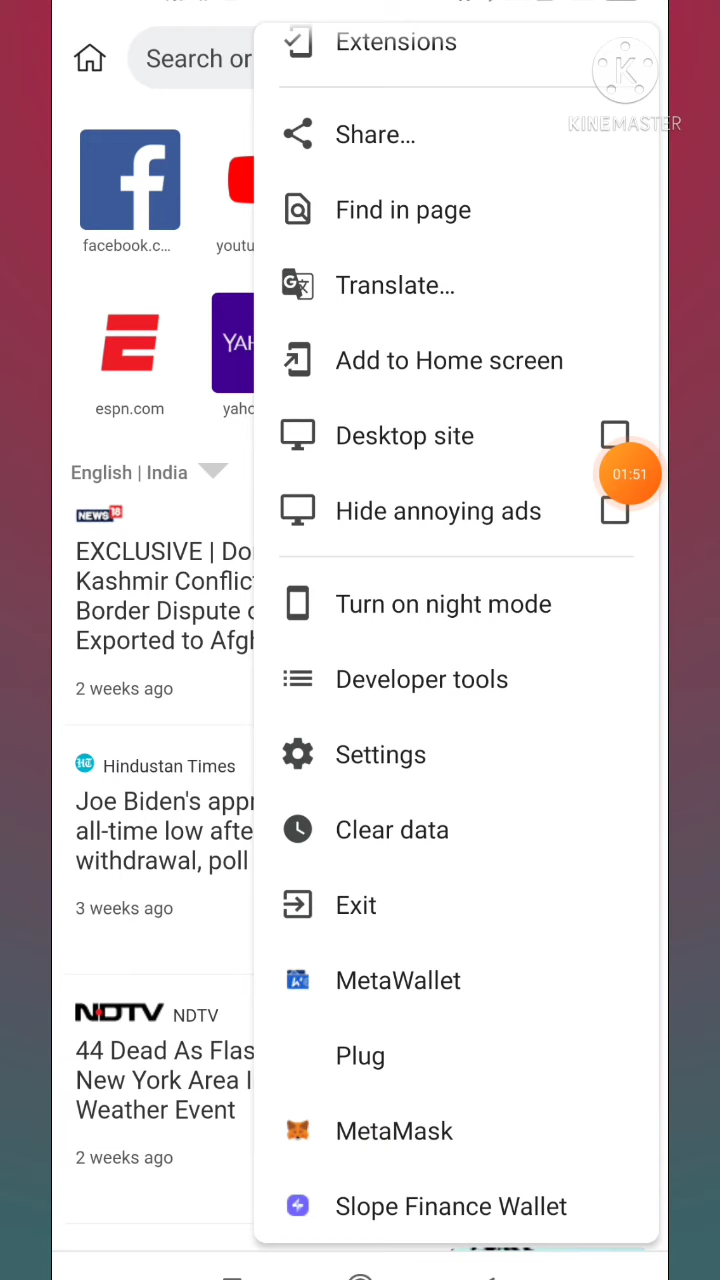 Search or
Extensions
KINEMASTER
Share...
Find in page
Translate...
Add to Home screen
Desktop site
01:51
Hide annoying ads
Turn on night mode
Developer tools
Settings
Clear data
Exit
MetaWallet
Plug
MetaMask
Slope Finance Wallet
facebook.c...
youtu
espn.com
YAH
yaho
English | India
NEWS18
EXCLUSIVE | Do
Kashmir Conflic
Border Dispute
Exported to Afgh
2 weeks ago
HT Hindustan Times
Joe Biden's appr
all-time low afte
withdrawal, poll
3 weeks ago
NDTV NDTV
44 Dead As Flas
New York Area I
Weather Event
2 weeks ago